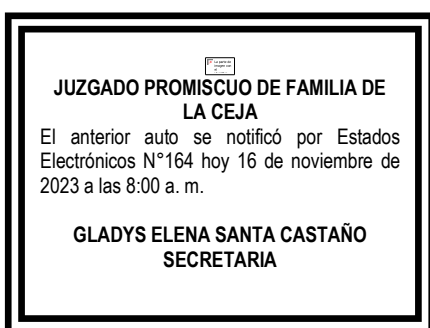 JUZGADO PROMISCUO DE FAMILIA DE
LA CEJA
El anterior auto se notificó por Estados
Electrónicos N°164 hoy 16 de noviembre de
2023 a las 8:00 a. m.
GLADYS ELENA SANTA CASTAÑO
SECRETARIA